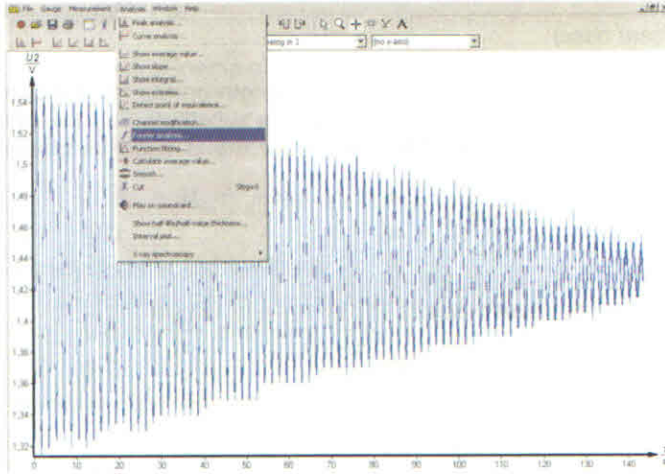 File Gauge Measurement Analysis Window Help
Peak analysis...
Curve analysis...
Show average value...
Show slope
Show integral...
Show extrema...
Detect point of equivalence...
Channel modification...
Fourier analysis...
Function fitting...
Calculate average value...
Smooth...
Cut
Play on sound card...
Show half-life/half-value thickness...
Interval plot...
X-ray spectroscopy
(no x-axis)
U2
V
1,54
1,52
1,5
1,48
1,46
1,44
1,42
1,4
1,38
1,36
1,34
1,32
0 10 20 30 40 50 60 70 80 90 100 110 120 130 140